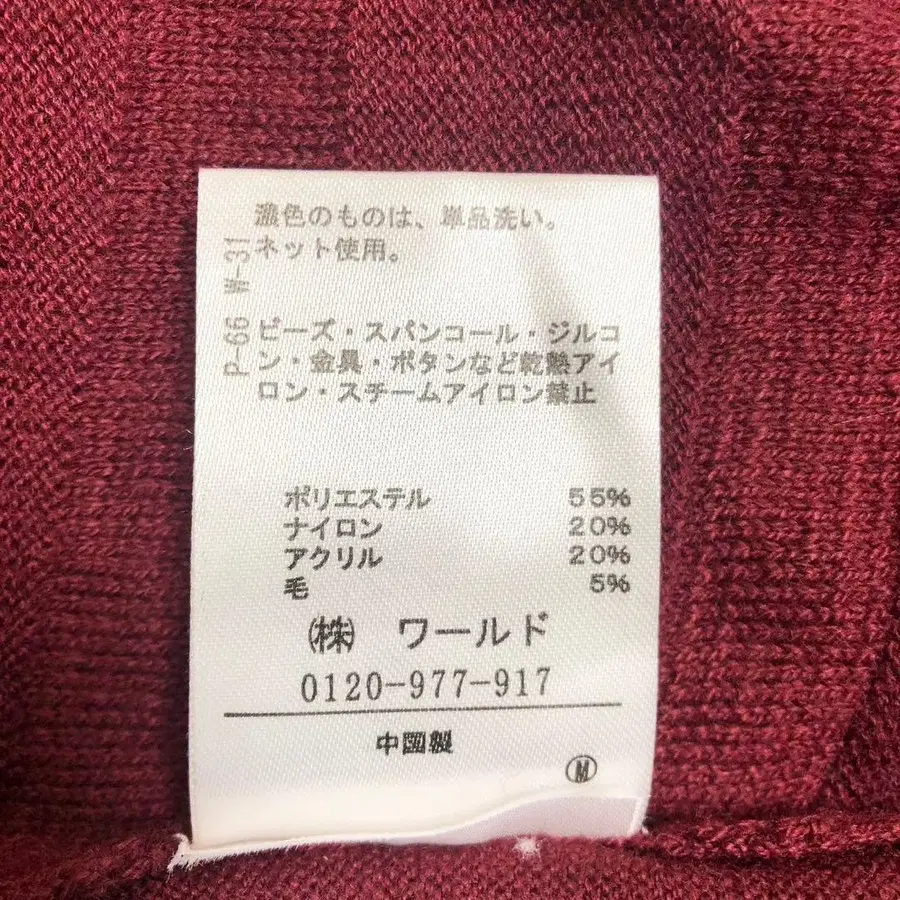 濃色のものは、単品洗い。
ネット使用。
P-66 W-31
ビーズ・スパンコール・ジルコ
ン・金具・ボタンなど乾熱アイ
ロン・スチームアイロン禁止
ポリエステル 55%
ナイロン 20%
アクリル 20%
毛 5%
㈱ ワールド
0120-977-917
中国製
Ⓜ